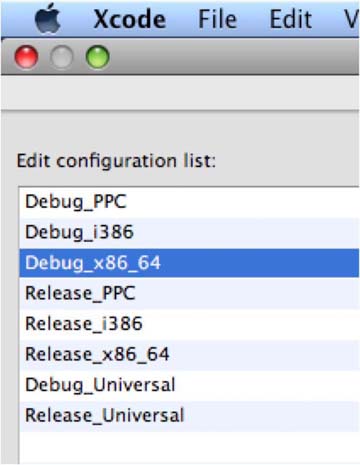 Xcode File Edit V
Edit configuration list:
Debug_PPC
Debug_i386
Debug_x86_64
Release_PPC
Release_i386
Release_x86_64
Debug_Universal
Release_Universal